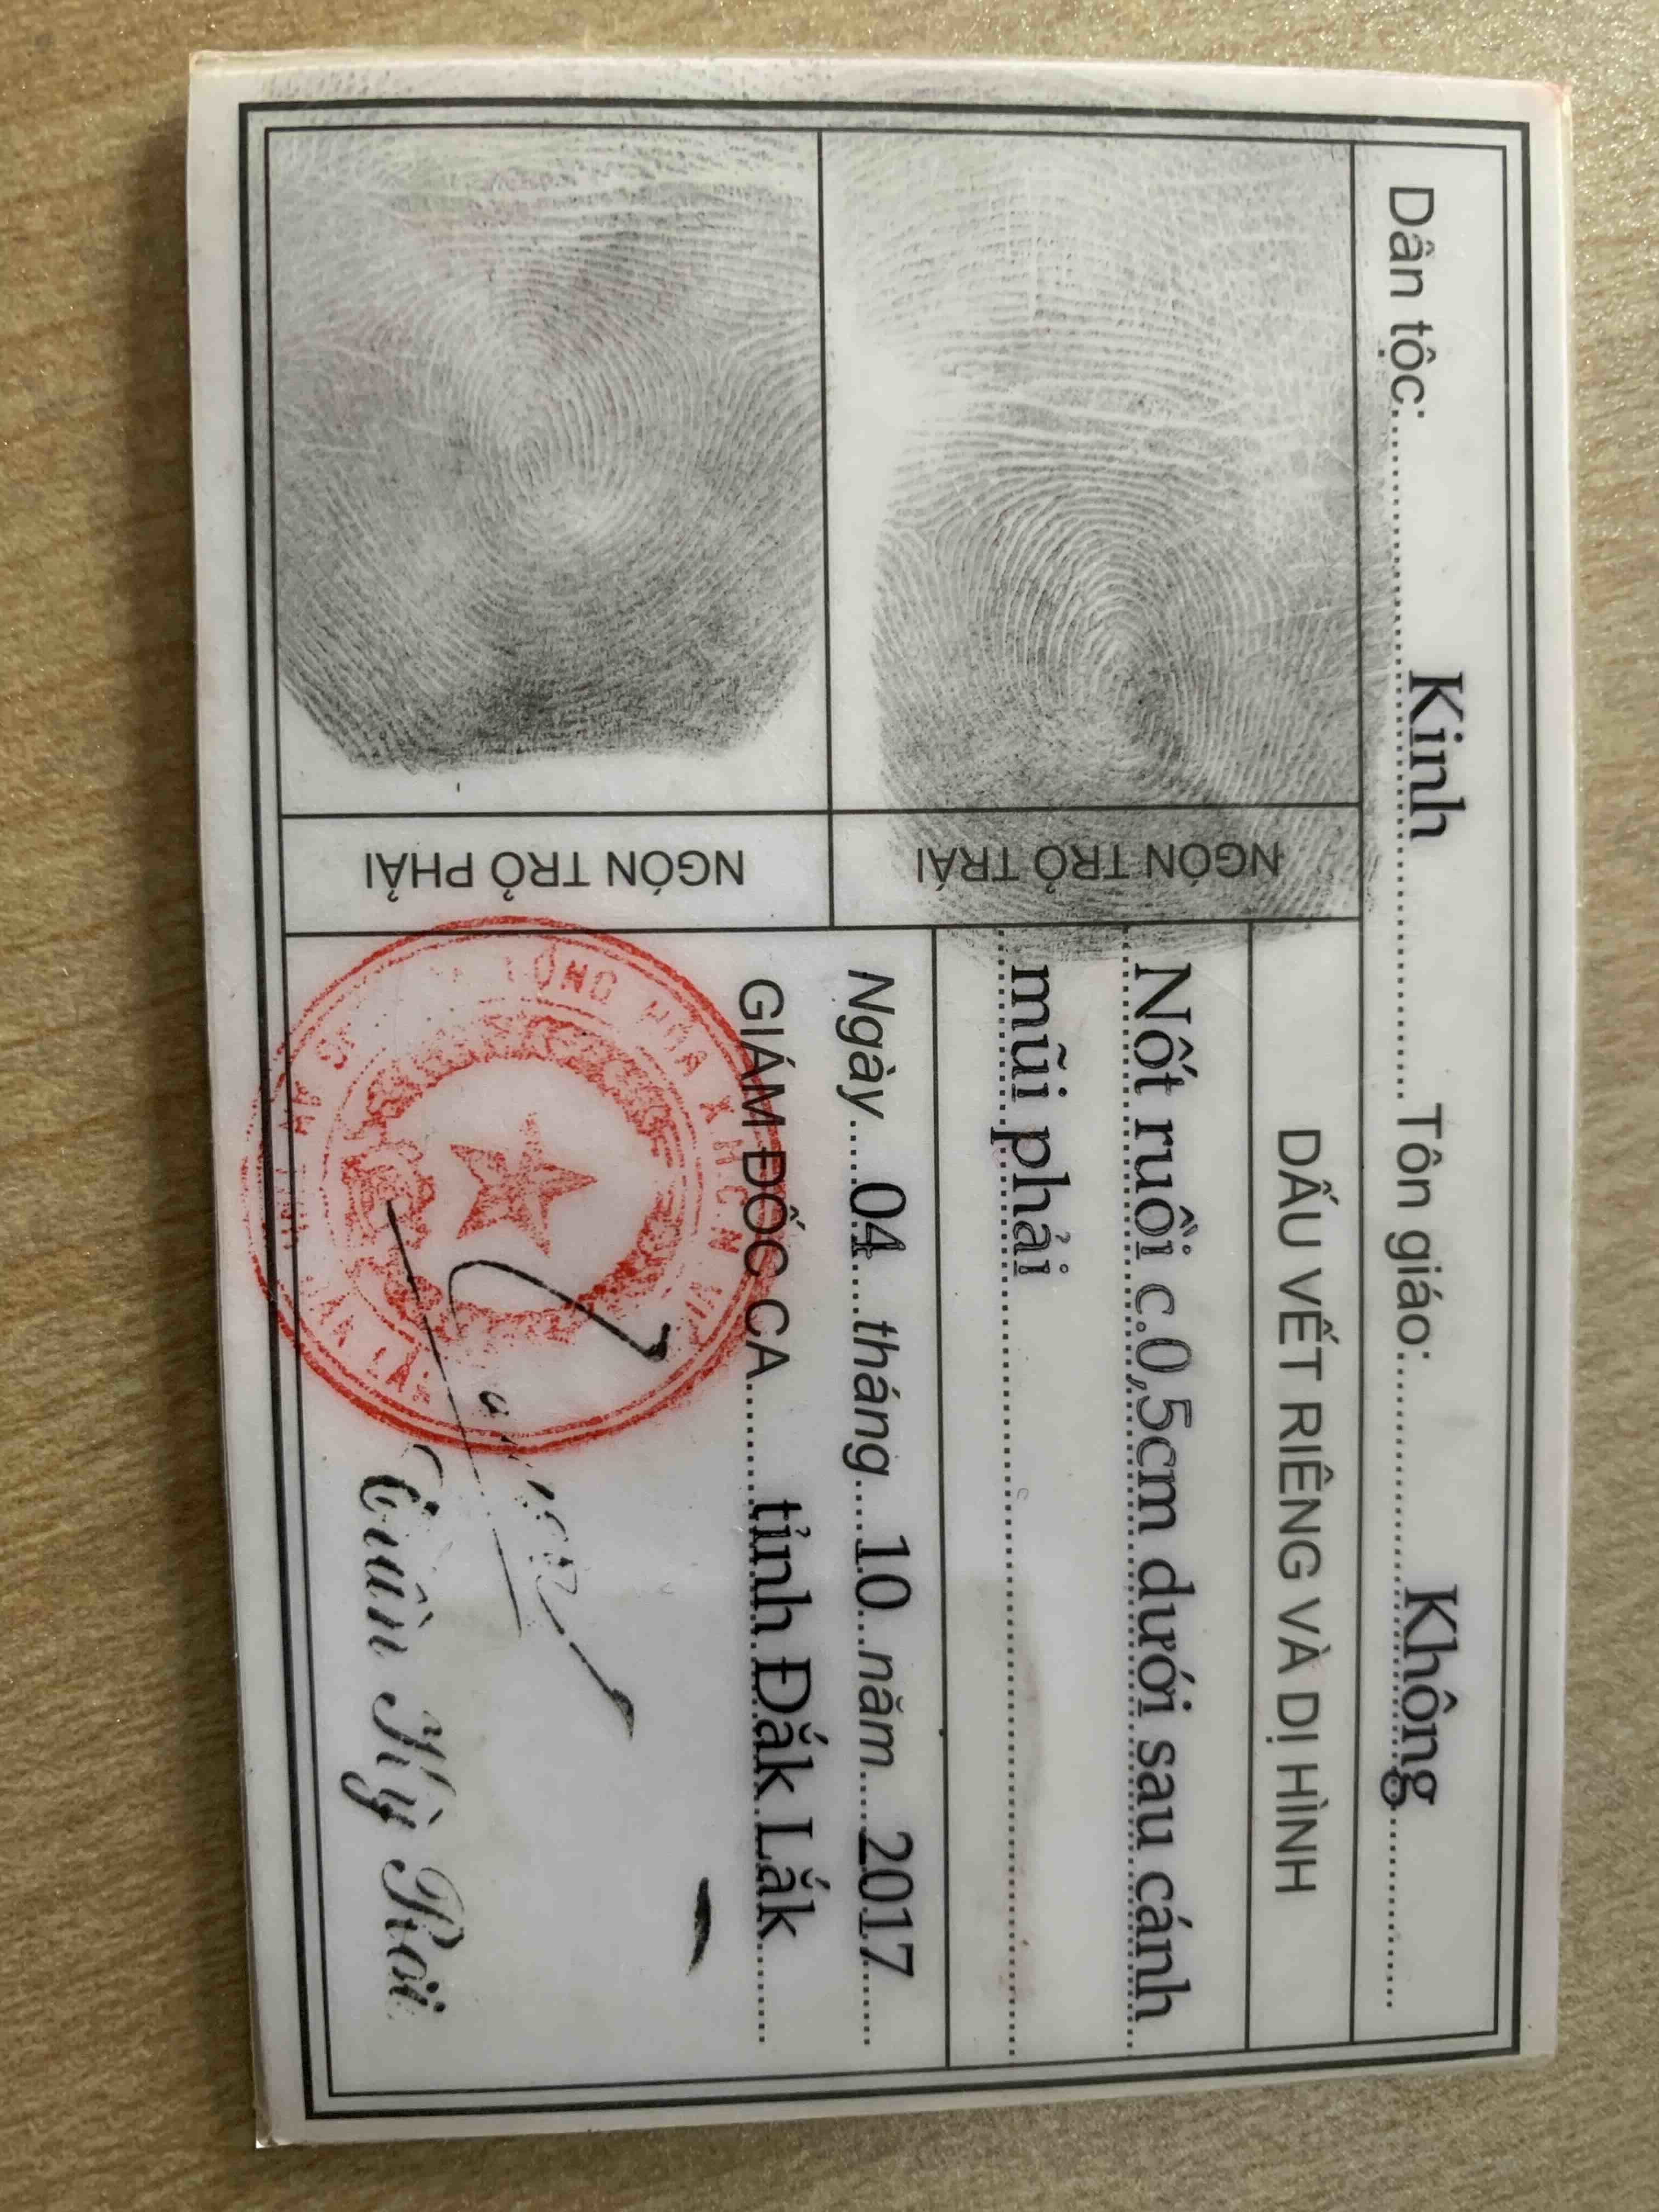 Dân tộc: Kinh Tôn giáo: Không
DẤU VẾT RIÊNG VÀ DỊ HÌNH
Nốt ruồi c.0,5cm dưới sau cánh
mũi phải
NGÓN TRỎ TRÁI
NGÓN TRỎ PHẢI
Ngày 04 tháng 10 năm 2017
GIÁM ĐỐC CA tỉnh Đắk Lắk
Kỳ Rơi